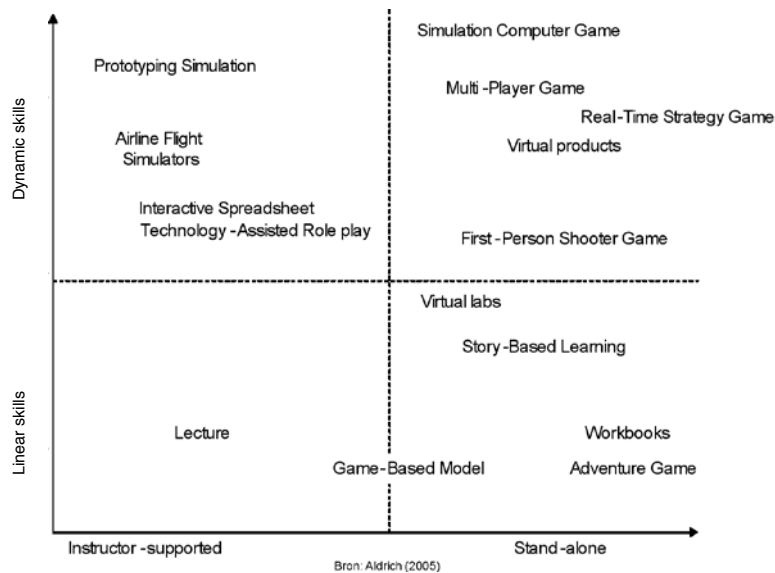 Simulation Computer Game
Prototyping Simulation
Multi-Player Game
Real-Time Strategy Game
Airline Flight
Simulators
Virtual products
Interactive Spreadsheet
Technology-Assisted Role play
First-Person Shooter Game
Dynamic skills
Virtual labs
Story-Based Learning
Linear skills
Lecture
Workbooks
Game-Based Model
Adventure Game
Instructor-supported
Stand-alone
Bron: Aldrich (2005)